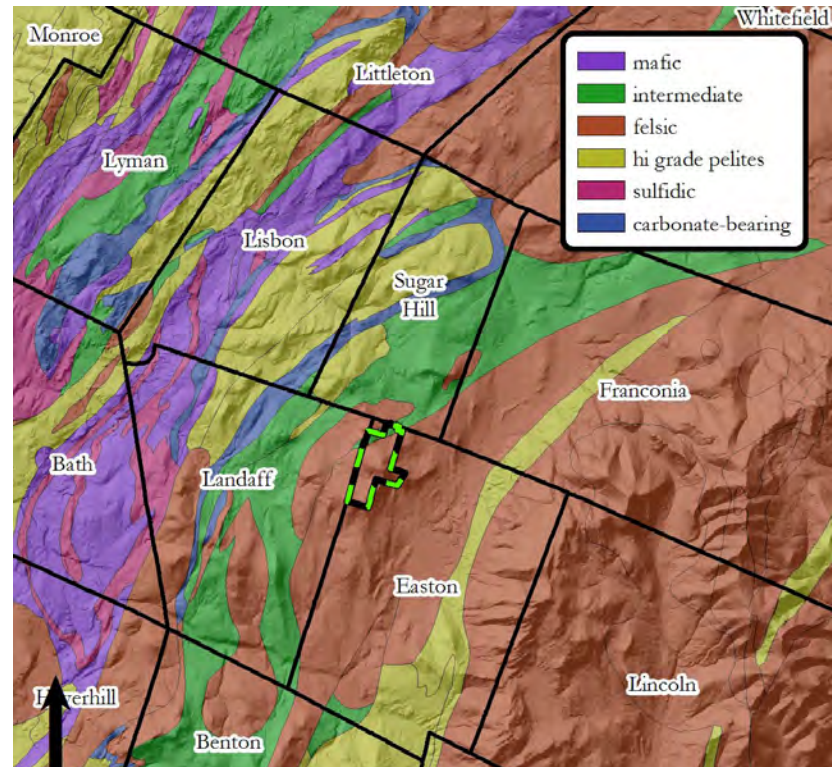 Monroe
Whitefield
Littleton
mafic
intermediate
felsic
hi grade pelites
sulfidic
carbonate-bearing
Lyman
Lisbon
Sugar
Hill
Franconia
Bath
Landaff
Easton
Lincoln
Benton